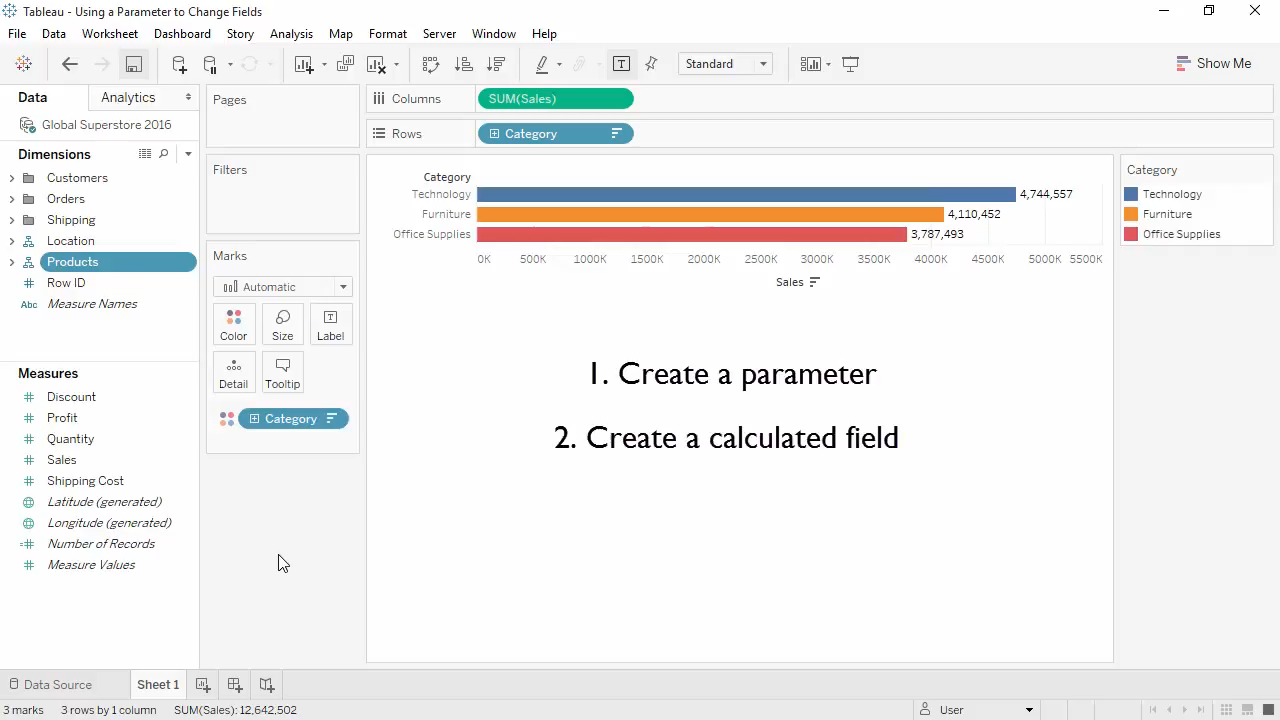 Tableau - Using a Parameter to Change Fields
File Data Worksheet Dashboard Story Analysis Map Format Server Window Help
Standard
Show Me
Data Analytics
Global Superstore 2016
Dimensions
Customers
Orders
Shipping
Location
Products
Row ID
Abc Measure Names
Measures
Discount
Profit
Quantity
Sales
Shipping Cost
Latitude (generated)
Longitude (generated)
Number of Records
Measure Values
Pages
Filters
Marks
Automatic
Color Size Label
Detail Tooltip
Category
Columns SUM(Sales)
Rows Category
Category
Technology 4,744,557
Furniture 4,110,452
Office Supplies 3,787,493
0K 500K 1000K 1500K 2000K 2500K 3000K 3500K 4000K 4500K 5000K 5500K
Sales
1. Create a parameter
2. Create a calculated field
Category
Technology
Furniture
Office Supplies
Data Source Sheet 1
3 marks 3 rows by 1 column SUM(Sales): 12,642,502 User